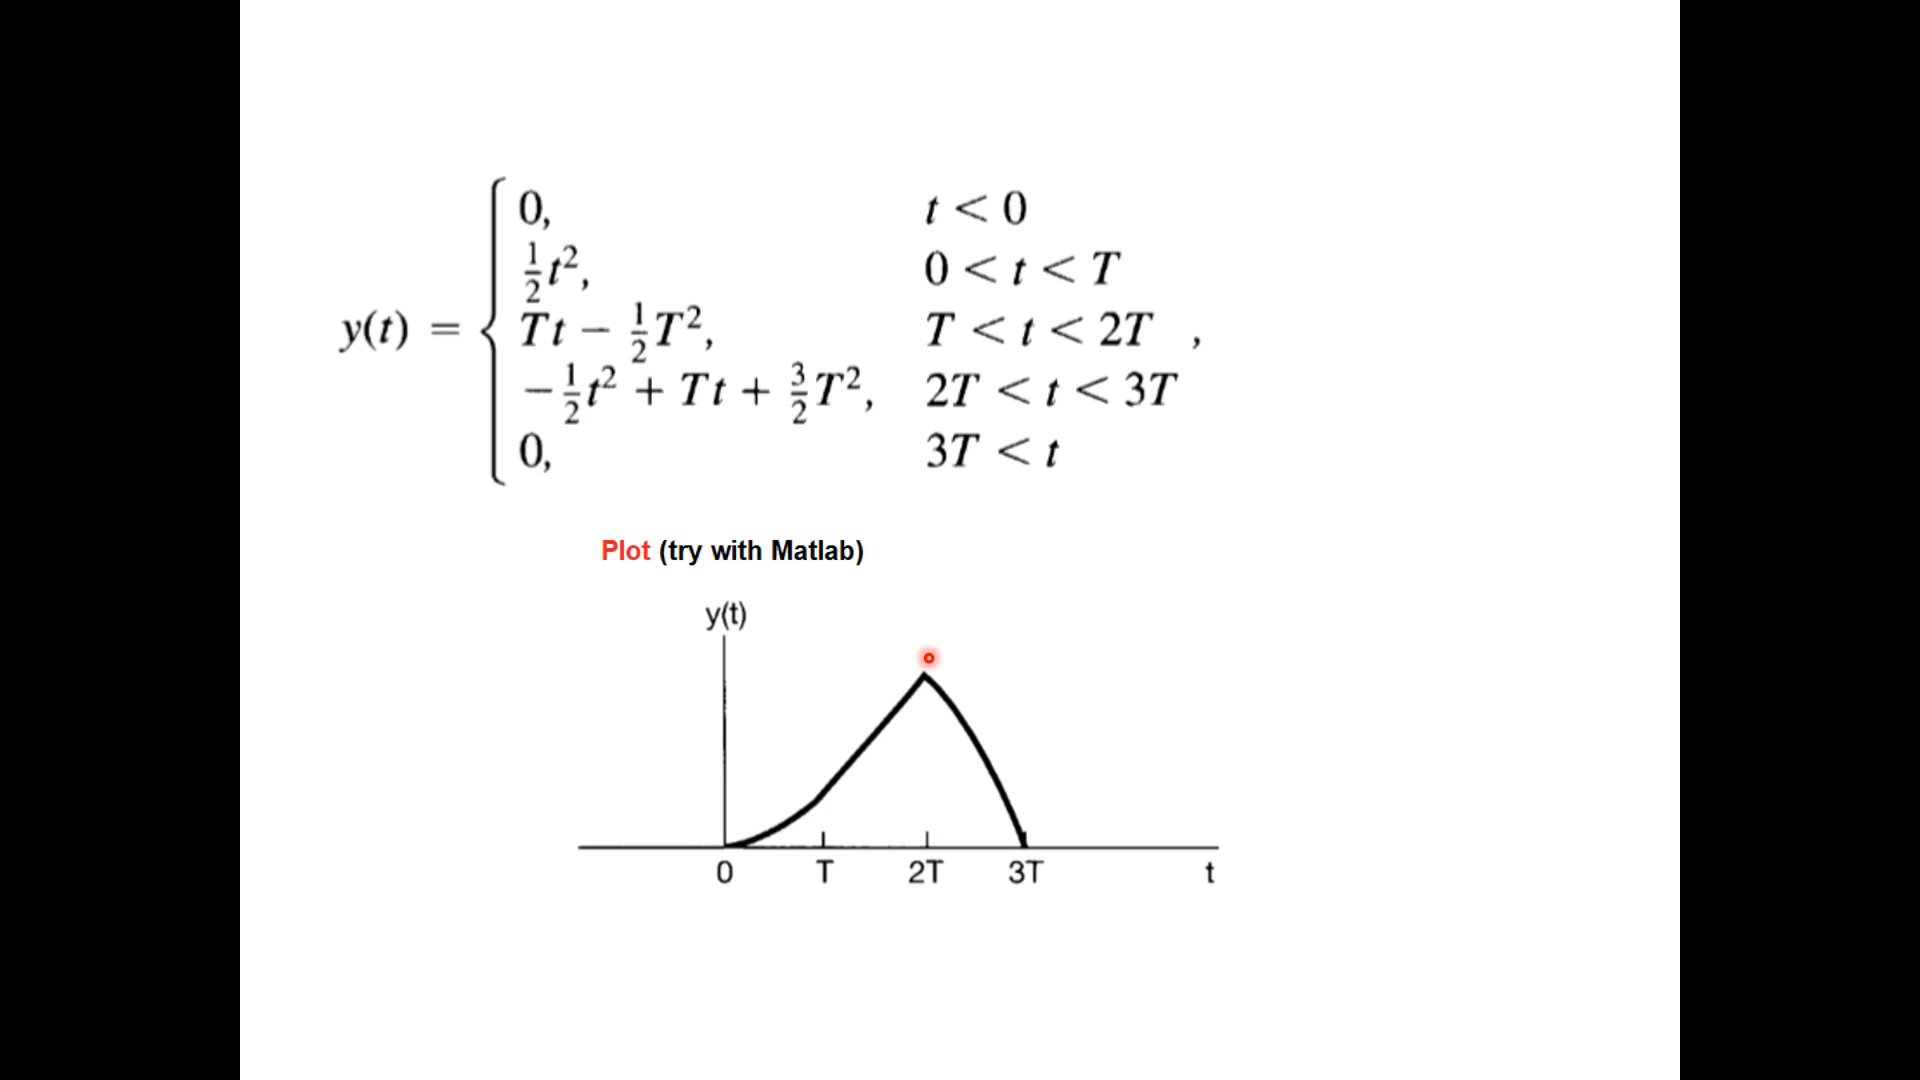 y(t) = { 0, t < 0
½t², 0 < t < T
Tt − ½T², T < t < 2T ,
−½t² + Tt + 3/2T², 2T < t < 3T
0, 3T < t
Plot (try with Matlab)
y(t)
0 T 2T 3T t